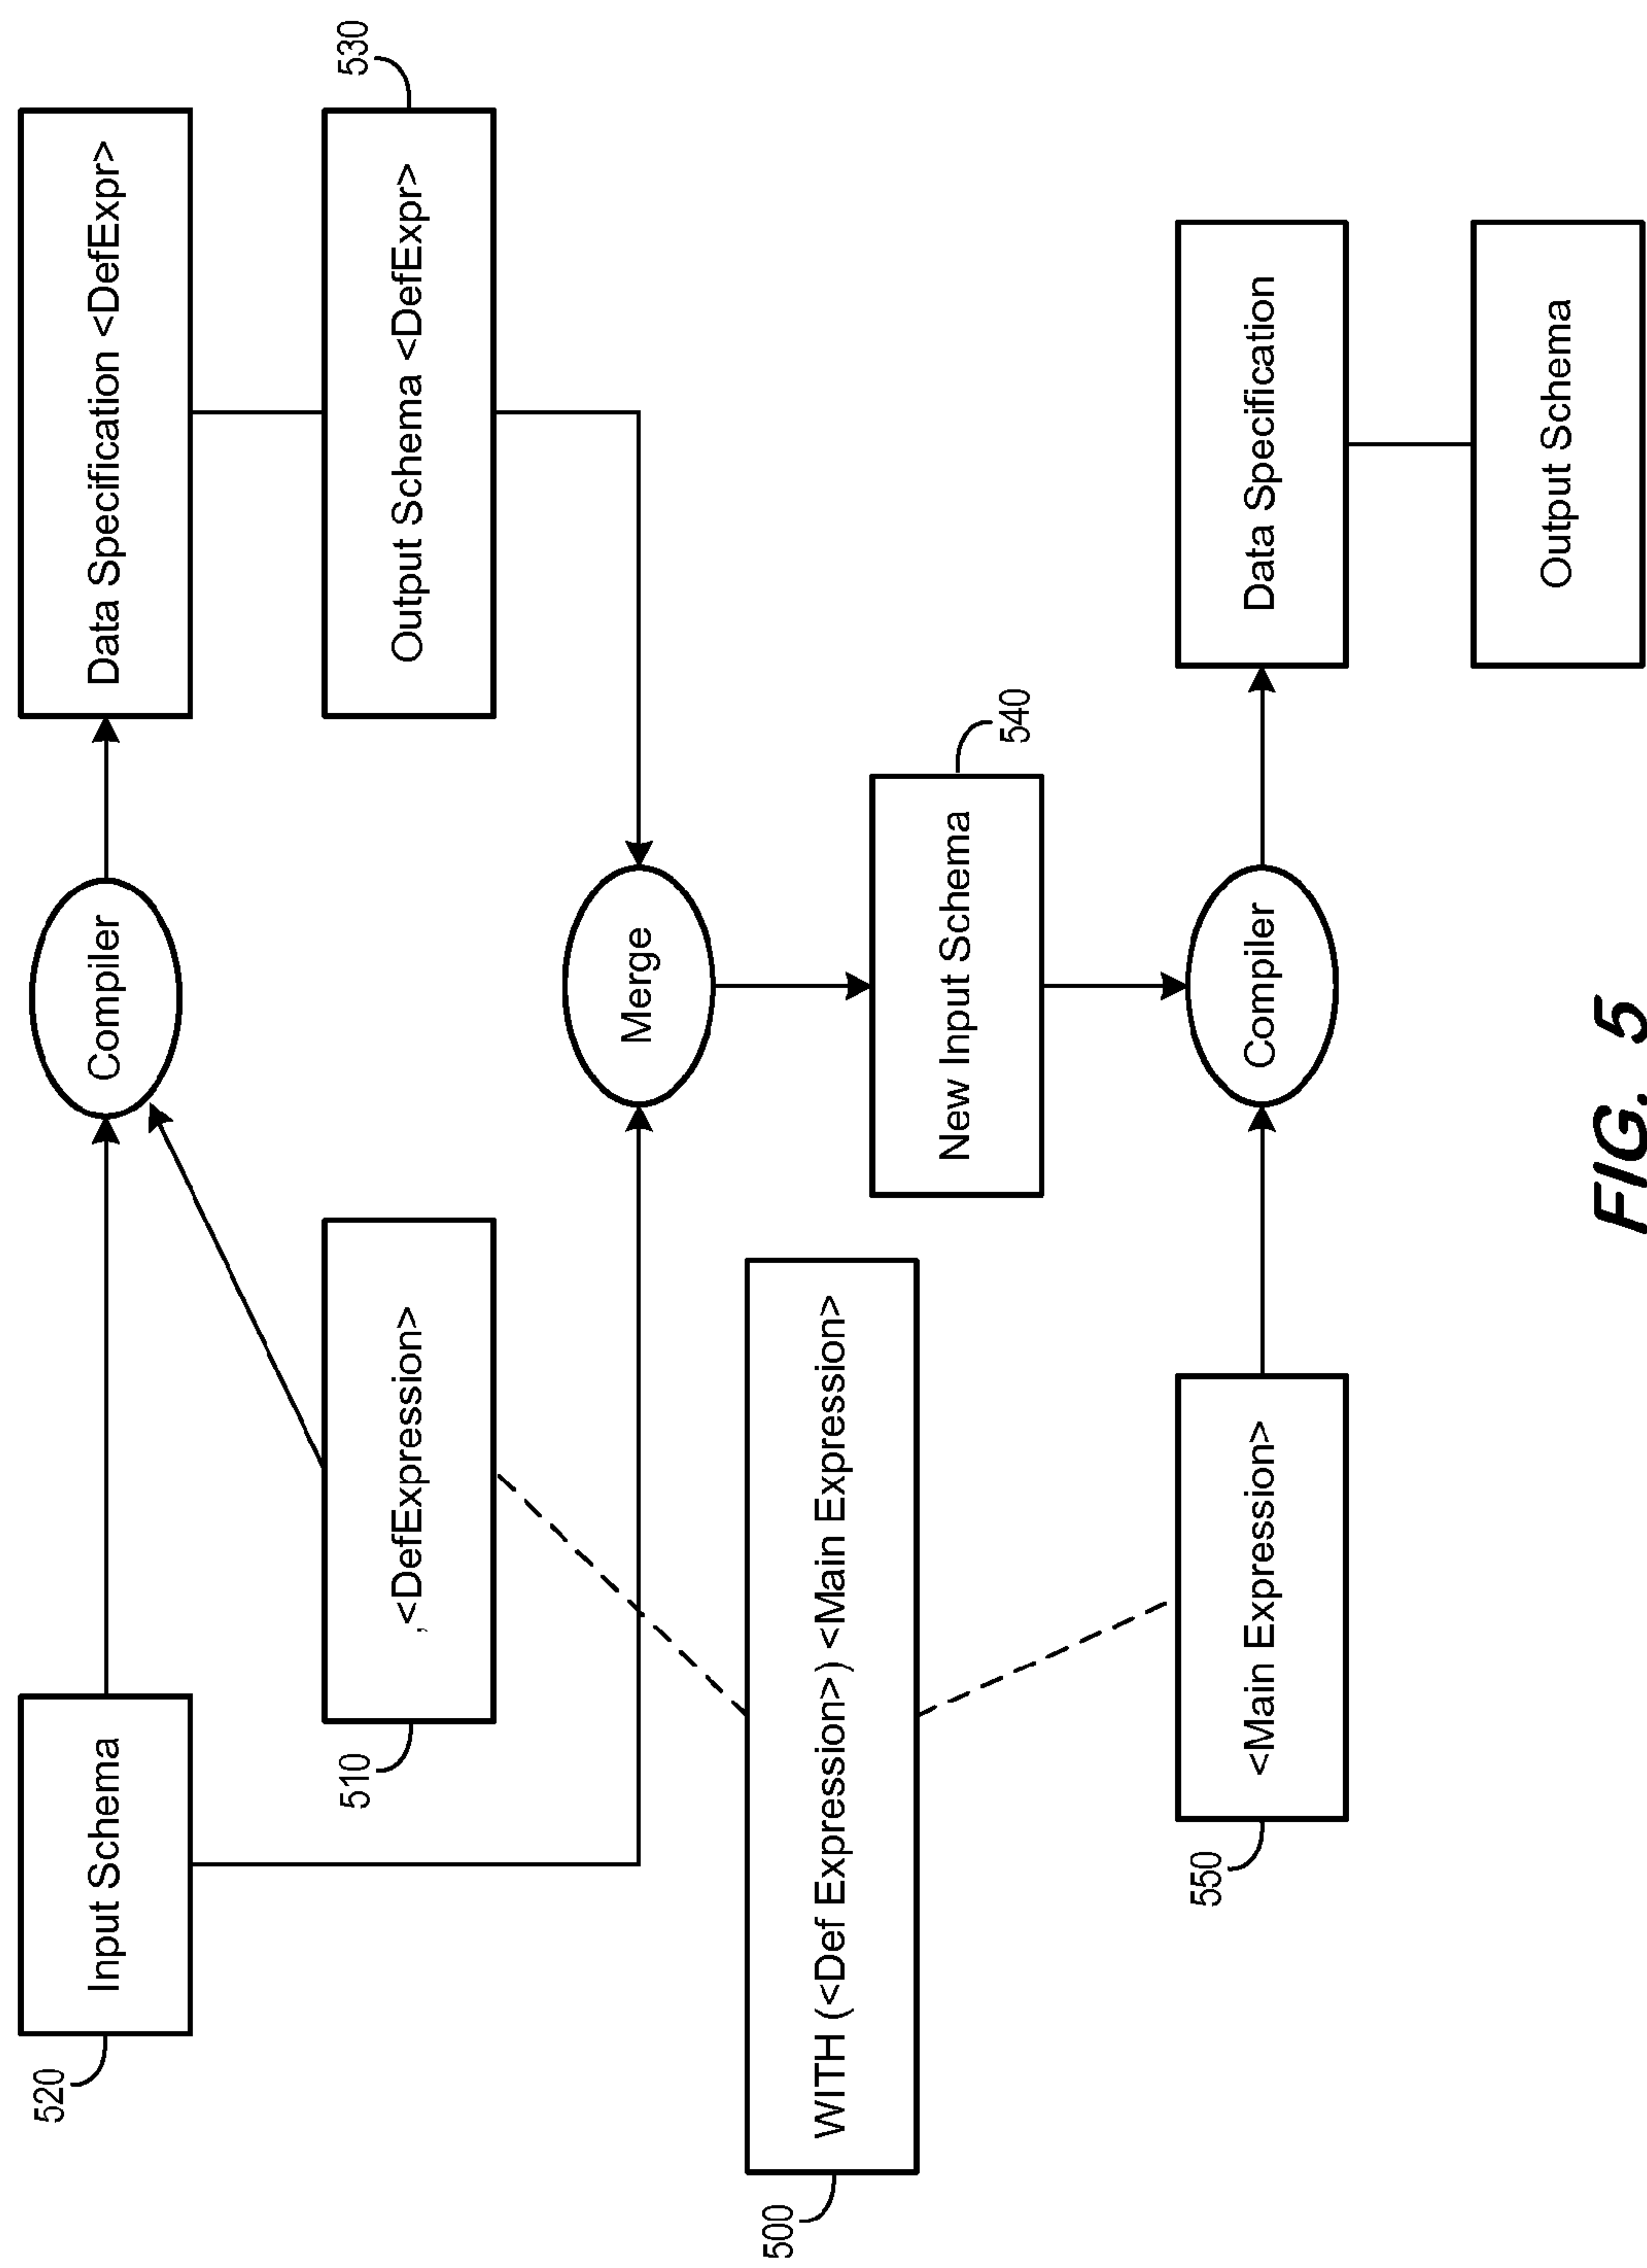 520
Input Schema
Compiler
Data Specification <DefExpr>
510
,<DefExpression>
Output Schema <DefExpr>
530
Merge
500
WITH (<Def Expression>) <Main Expression>
New Input Schema
540
550
<Main Expression>
Compiler
Data Specification
Output Schema
FIG. 5